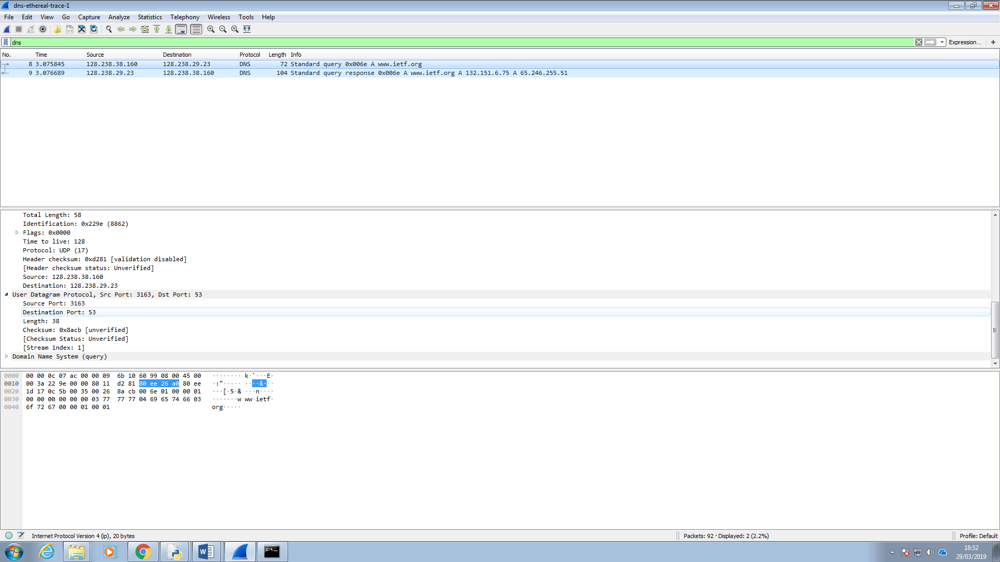 dns-ethereal-trace-1
File Edit View Go Capture Analyze Statistics Telephony Wireless Tools Help
dns Expression... +
No. Time Source Destination Protocol Length Info
8 3.075845 128.238.38.160 128.238.29.23 DNS 72 Standard query 0x006e A www.ietf.org
9 3.076689 128.238.29.23 128.238.38.160 DNS 104 Standard query response 0x006e A www.ietf.org A 132.151.6.75 A 65.246.255.51
Total Length: 58
Identification: 0x229e (8862)
Flags: 0x0000
Time to live: 128
Protocol: UDP (17)
Header checksum: 0xd281 [validation disabled]
[Header checksum status: Unverified]
Source: 128.238.38.160
Destination: 128.238.29.23
User Datagram Protocol, Src Port: 3163, Dst Port: 53
Source Port: 3163
Destination Port: 53
Length: 38
Checksum: 0x8acb [unverified]
[Checksum Status: Unverified]
[Stream index: 1]
Domain Name System (query)
0000 00 00 0c 07 ac 00 00 09 6b 10 60 99 08 00 45 00 ········ k·`···E·
0010 00 3a 22 9e 00 00 80 11 d2 81 80 ee 26 a0 80 ee ·:"····· ····&···
0020 1d 17 0c 5b 00 35 00 26 8a cb 00 6e 01 00 00 01 ···[·5·& ···n····
0030 00 00 00 00 00 00 03 77 77 77 04 69 65 74 66 03 ·······w ww·ietf·
0040 6f 72 67 00 00 01 00 01 org·····
Internet Protocol Version 4 (ip), 20 bytes Packets: 92 · Displayed: 2 (2.2%) Profile: Default
C:\._
18:52
29/03/2019